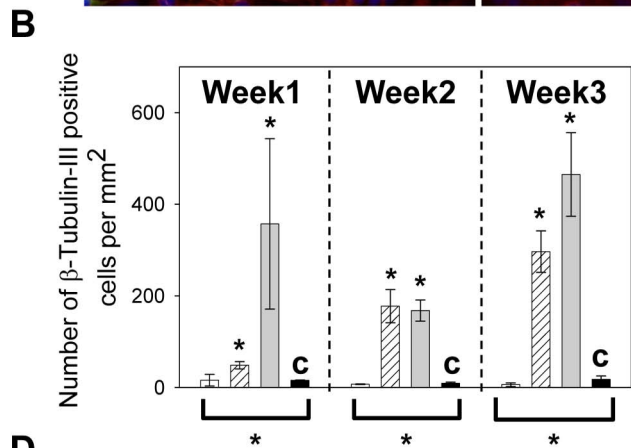 B
Number of β-Tubulin-III positive
cells per mm2
600
400
200
0
Week1
Week2
Week3
* * c
* * c
* * c
* * *